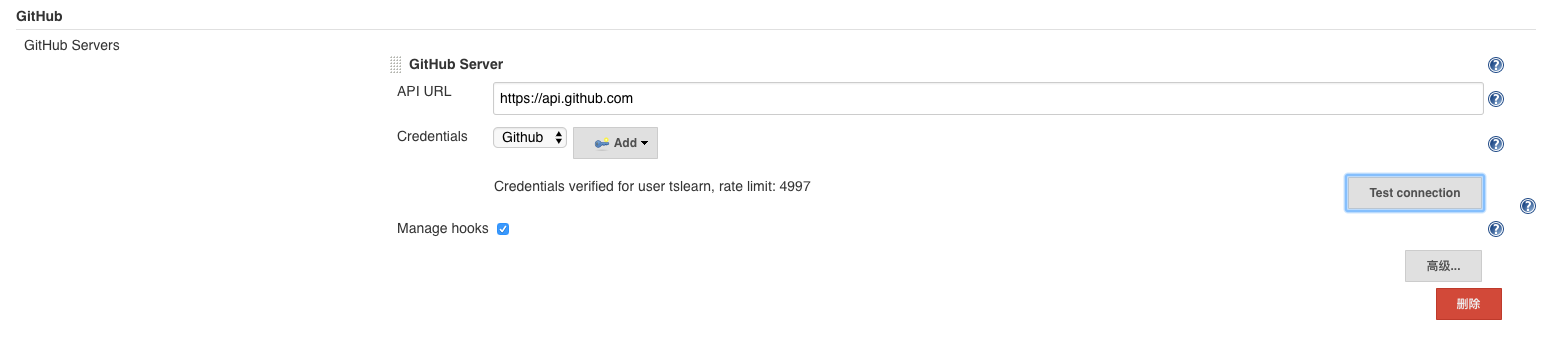 GitHub
GitHub Servers
GitHub Server
API URL
https://api.github.com
Credentials
Github
Add
Credentials verified for user tslearn, rate limit: 4997
Test connection
Manage hooks
高级...
删除